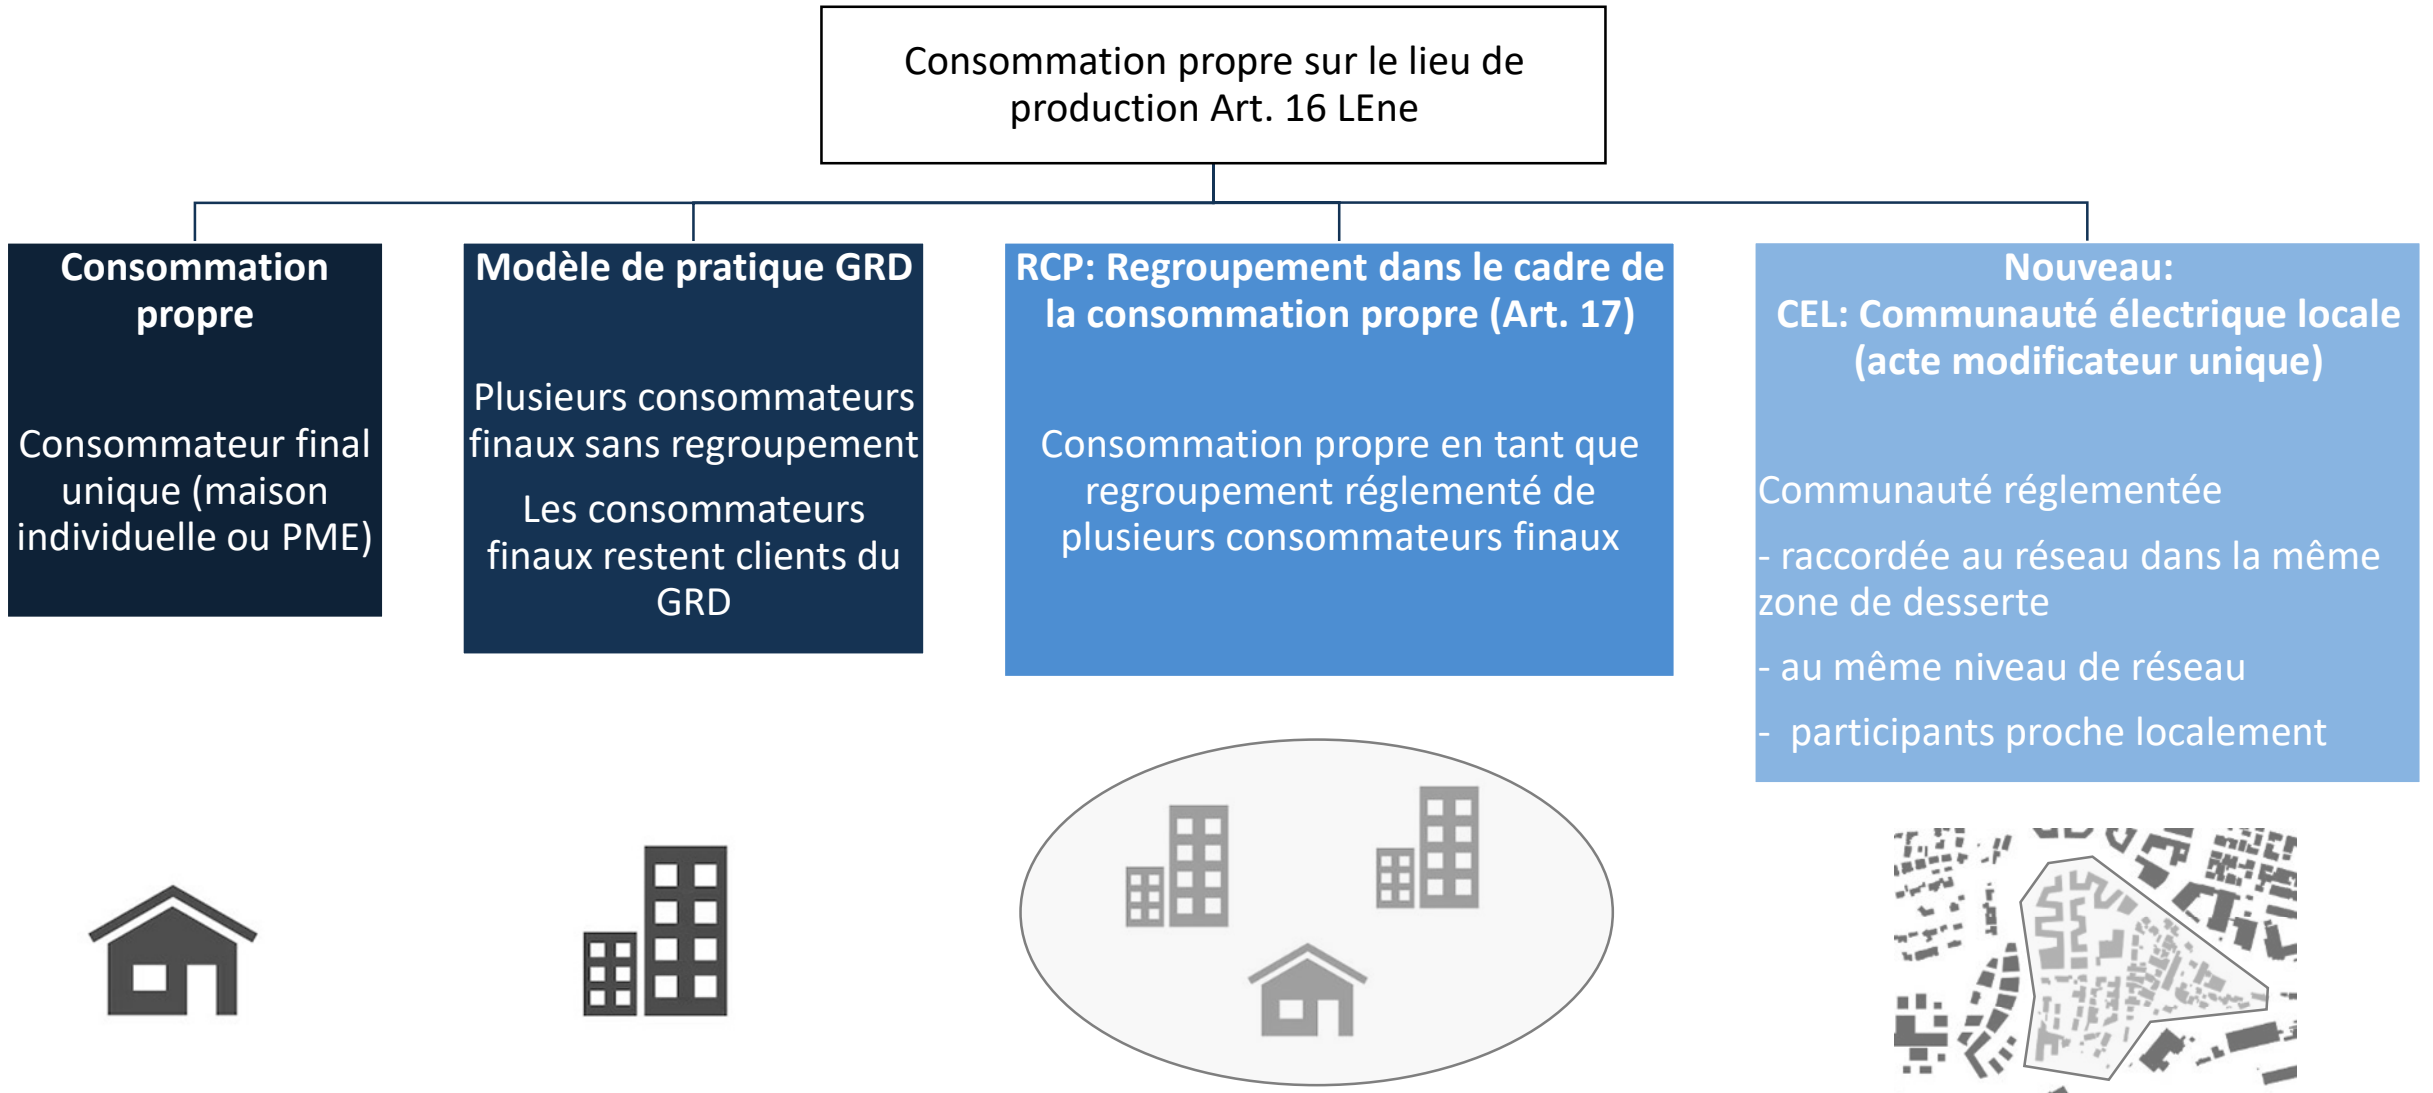 Consommation propre sur le lieu de
production Art. 16 LEne
Consommation
propre
Consommateur final
unique (maison
individuelle ou PME)
Modèle de pratique GRD
Plusieurs consommateurs
finaux sans regroupement
Les consommateurs
finaux restent clients du
GRD
RCP: Regroupement dans le cadre de
la consommation propre (Art. 17)
Consommation propre en tant que
regroupement réglementé de
plusieurs consommateurs finaux
Nouveau:
CEL: Communauté électrique locale
(acte modificateur unique)
Communauté réglementée
- raccordée au réseau dans la même
zone de desserte
- au même niveau de réseau
- participants proche localement